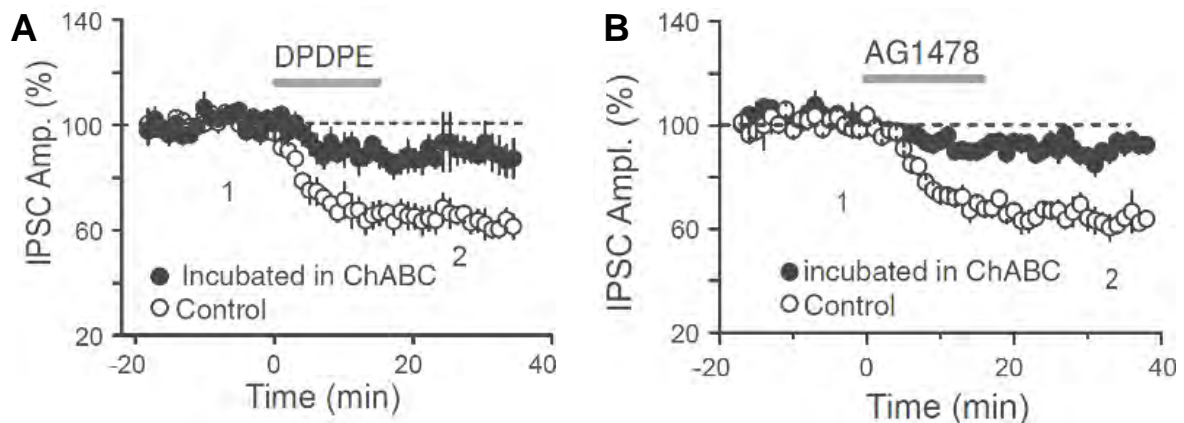 A
DPDPE
IPSC Amp. (%)
140
100
60
20
1
2
Incubated in ChABC
Control
-20
0
20
40
Time (min)
B
AG1478
IPSC Ampl. (%)
140
100
60
20
1
2
incubated in ChABC
Control
-20
0
20
40
Time (min)